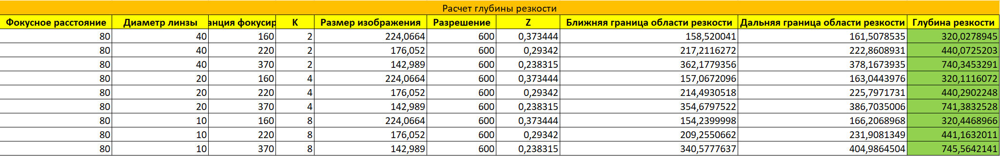 Расчет глубины резкости
Фокусное расстояние Диаметр линзы анция фокусир K Размер изображения Разрешение Z Ближняя граница области резкости Дальняя граница области резкости Глубина резкости
80 40 160 2 224,0664 600 0,373444 158,520041 161,5078535 320,0278945
80 40 220 2 176,052 600 0,29342 217,2116272 222,8608931 440,0725203
80 40 370 2 142,989 600 0,238315 362,1779356 378,1673935 740,3453291
80 20 160 4 224,0664 600 0,373444 157,0672096 163,0443976 320,1116072
80 20 220 4 176,052 600 0,29342 214,4930518 225,7971731 440,2902248
80 20 370 4 142,989 600 0,238315 354,6797522 386,7035006 741,3832528
80 10 160 8 224,0664 600 0,373444 154,2399998 166,2068968 320,4468966
80 10 220 8 176,052 600 0,29342 209,2550662 231,9081349 441,1632011
80 10 370 8 142,989 600 0,238315 340,5777637 404,9864504 745,5642141